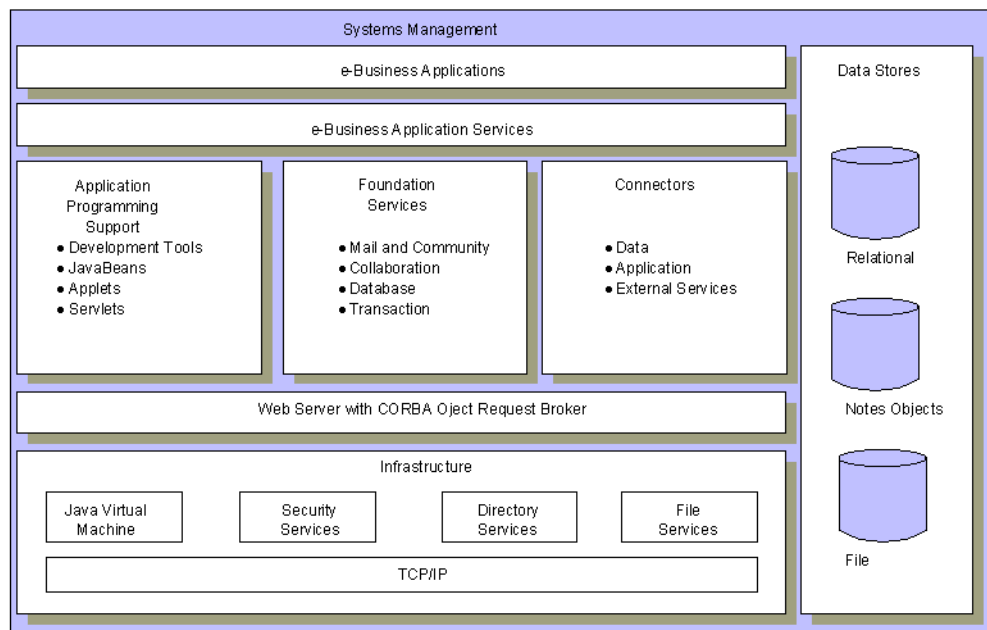 Systems Management
e-Business Applications
e-Business Application Services
Application
Programming
Support
● Development Tools
● JavaBeans
● Applets
● Servlets
Foundation
Services
● Mail and Community
● Collaboration
● Database
● Transaction
Connectors
● Data
● Application
● External Services
Web Server with CORBA Oject Request Broker
Infrastructure
Java Virtual
Machine
Security
Services
Directory
Services
File
Services
TCP/IP
Data Stores
Relational
Notes Objects
File